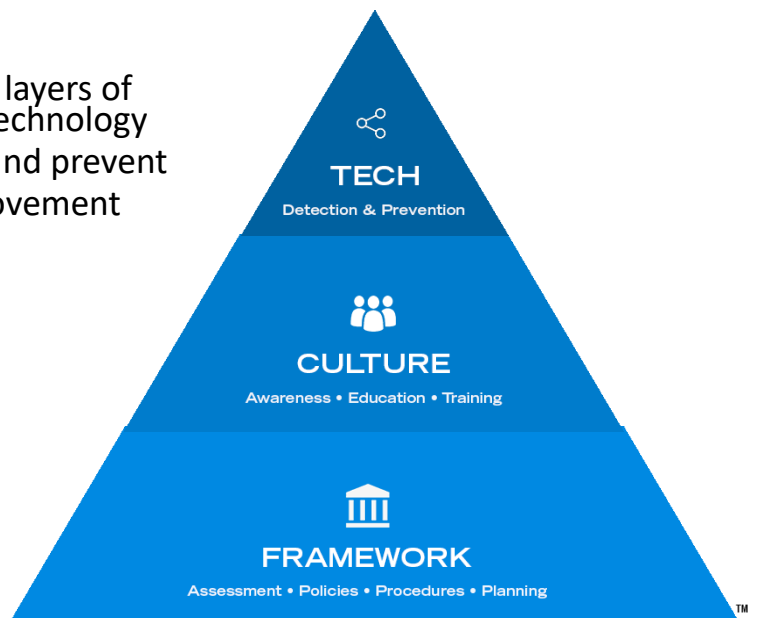 layers of
echnology
nd prevent
ovement
TECH
Detection & Prevention
CULTURE
Awareness • Education • Training
FRAMEWORK
Assessment • Policies • Procedures • Planning
TM